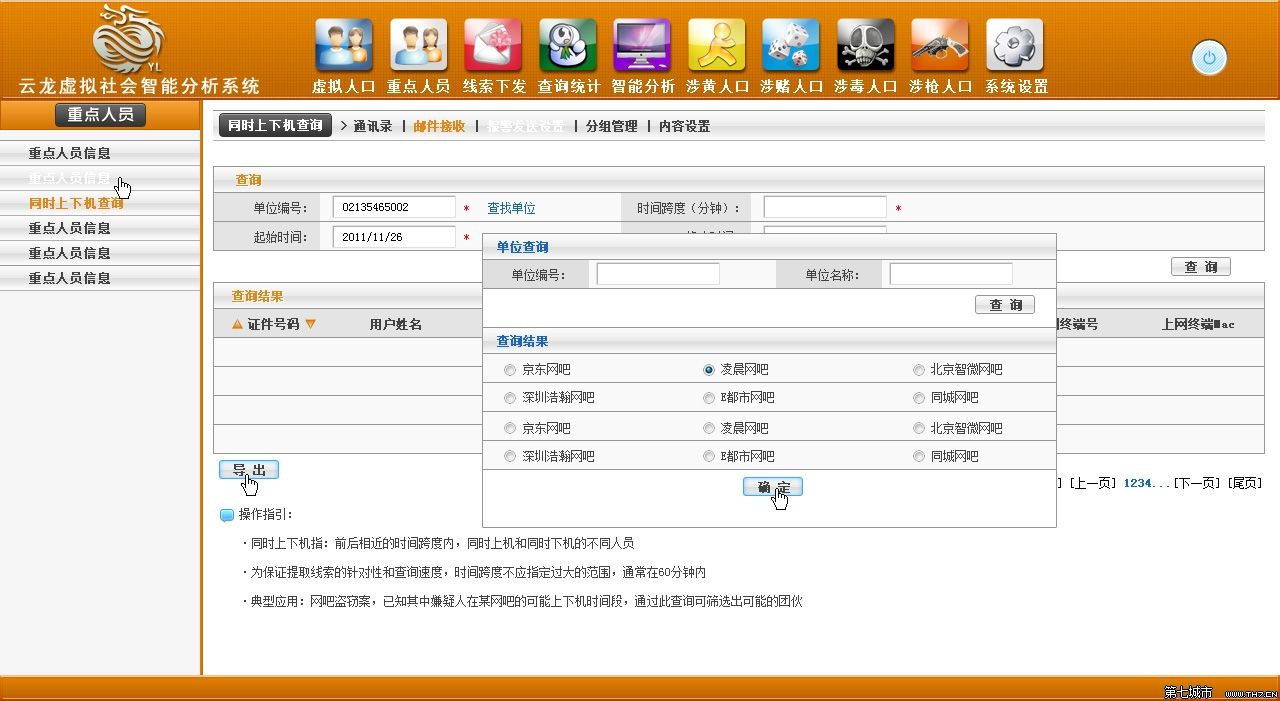 YL
云龙虚拟社会智能分析系统
虚拟人口 重点人员 线索下发 查询统计 智能分析 涉黄人口 涉赌人口 涉毒人口 涉枪人口 系统设置
重点人员
重点人员信息
重点人员信息
同时上下机查询
重点人员信息
重点人员信息
重点人员信息
同时上下机查询 > 通讯录 | 邮件接收 | 报警发送设置 | 分组管理 | 内容设置
查询
单位编号: 02135465002 * 查找单位 时间跨度（分钟）: *
起始时间: 2011/11/26 *
查 询
查询结果
证件号码 用户姓名 终端号 上网终端mac
单位查询
单位编号: 单位名称:
查 询
查询结果
京东网吧 凌晨网吧 北京智微网吧
深圳浩瀚网吧 E都市网吧 同城网吧
京东网吧 凌晨网吧 北京智微网吧
深圳浩瀚网吧 E都市网吧 同城网吧
确 定
导 出
] [上一页] 1234... [下一页] [尾页]
操作指引:
·同时上下机指：前后相近的时间跨度内，同时上机和同时下机的不同人员
·为保证提取线索的针对性和查询速度，时间跨度不应指定过大的范围，通常在60分钟内
·典型应用：网吧盗窃案，已知其中嫌疑人在某网吧的可能上下机时间段，通过此查询可筛选出可能的团伙
第七城市 WWW.TH7.CN